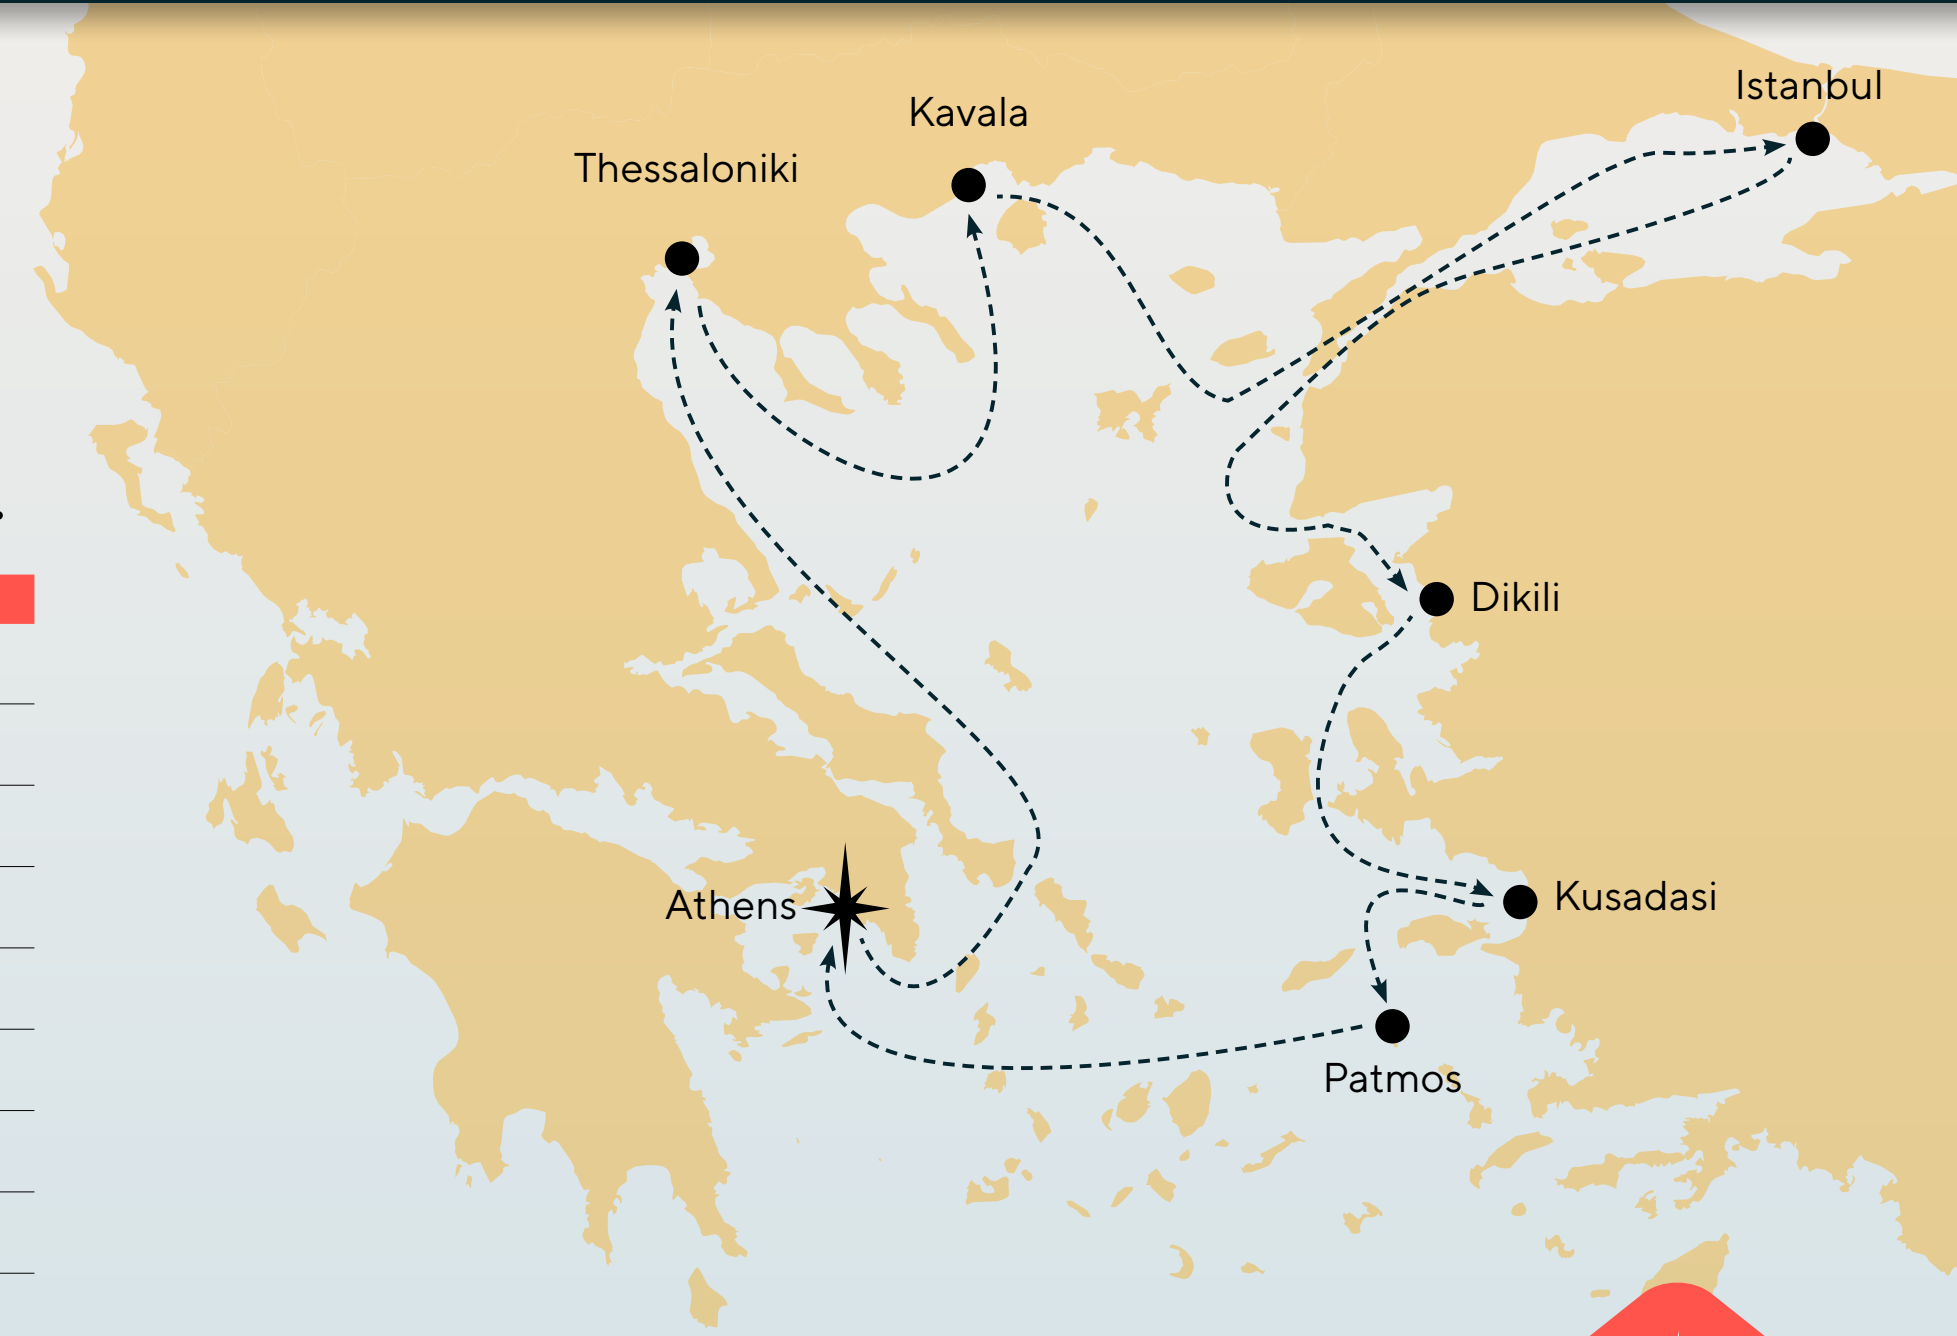 Istanbul
Kavala
Thessaloniki
Dikili
Athens
Kusadasi
Patmos